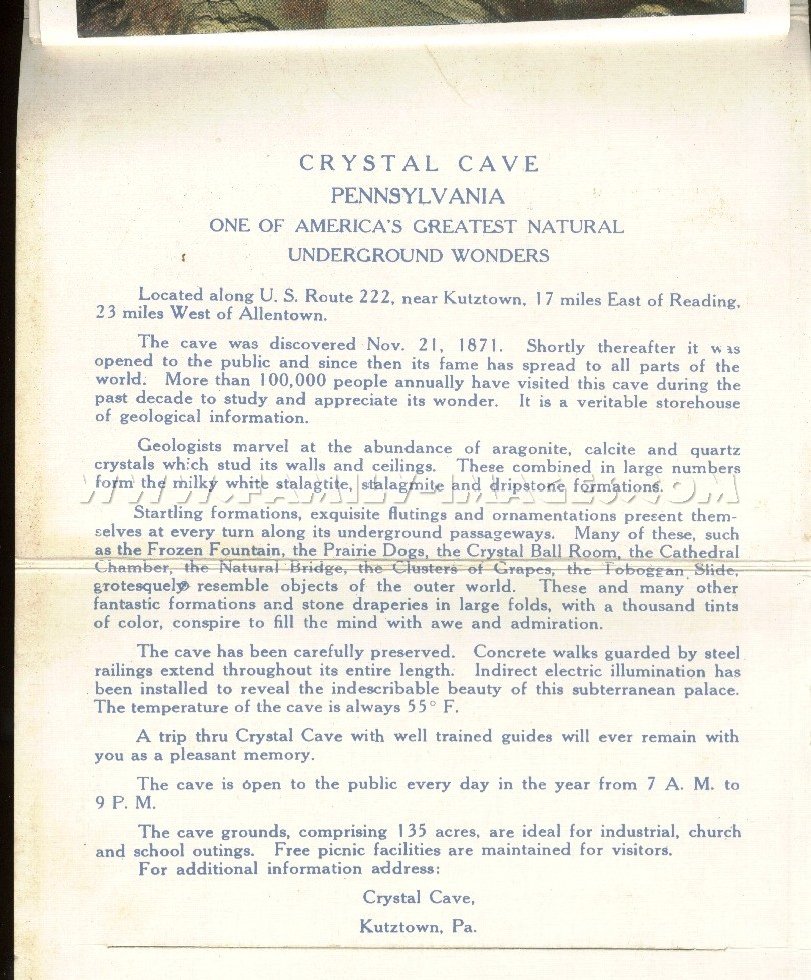 CRYSTAL CAVE
PENNSYLVANIA
ONE OF AMERICA'S GREATEST NATURAL
UNDERGROUND WONDERS
Located along U. S. Route 222, near Kutztown, 17 miles East of Reading,
23 miles West of Allentown.
The cave was discovered Nov. 21, 1871. Shortly thereafter it was
opened to the public and since then its fame has spread to all parts of the
world. More than 100,000 people annually have visited this cave during the
past decade to study and appreciate its wonder. It is a veritable storehouse
of geological information.
Geologists marvel at the abundance of aragonite, calcite and quartz
crystals which stud its walls and ceilings. These combined in large numbers
form the milky white stalagtite, stalagmite and dripstone formations.
WWW.FAMILY-IMAGES.COM
Startling formations, exquisite flutings and ornamentations present them-
selves at every turn along its underground passageways. Many of these, such
as the Frozen Fountain, the Prairie Dogs, the Crystal Ball Room, the Cathedral
Chamber, the Natural Bridge, the Clusters of Grapes, the Toboggan Slide,
grotesquely resemble objects of the outer world. These and many other
fantastic formations and stone draperies in large folds, with a thousand tints
of color, conspire to fill the mind with awe and admiration.
The cave has been carefully preserved. Concrete walks guarded by steel
railings extend throughout its entire length. Indirect electric illumination has
been installed to reveal the indescribable beauty of this subterranean palace.
The temperature of the cave is always 55° F.
A trip thru Crystal Cave with well trained guides will ever remain with
you as a pleasant memory.
The cave is open to the public every day in the year from 7 A. M. to
9 P. M.
The cave grounds, comprising 135 acres, are ideal for industrial, church
and school outings. Free picnic facilities are maintained for visitors.
For additional information address:
Crystal Cave,
Kutztown, Pa.